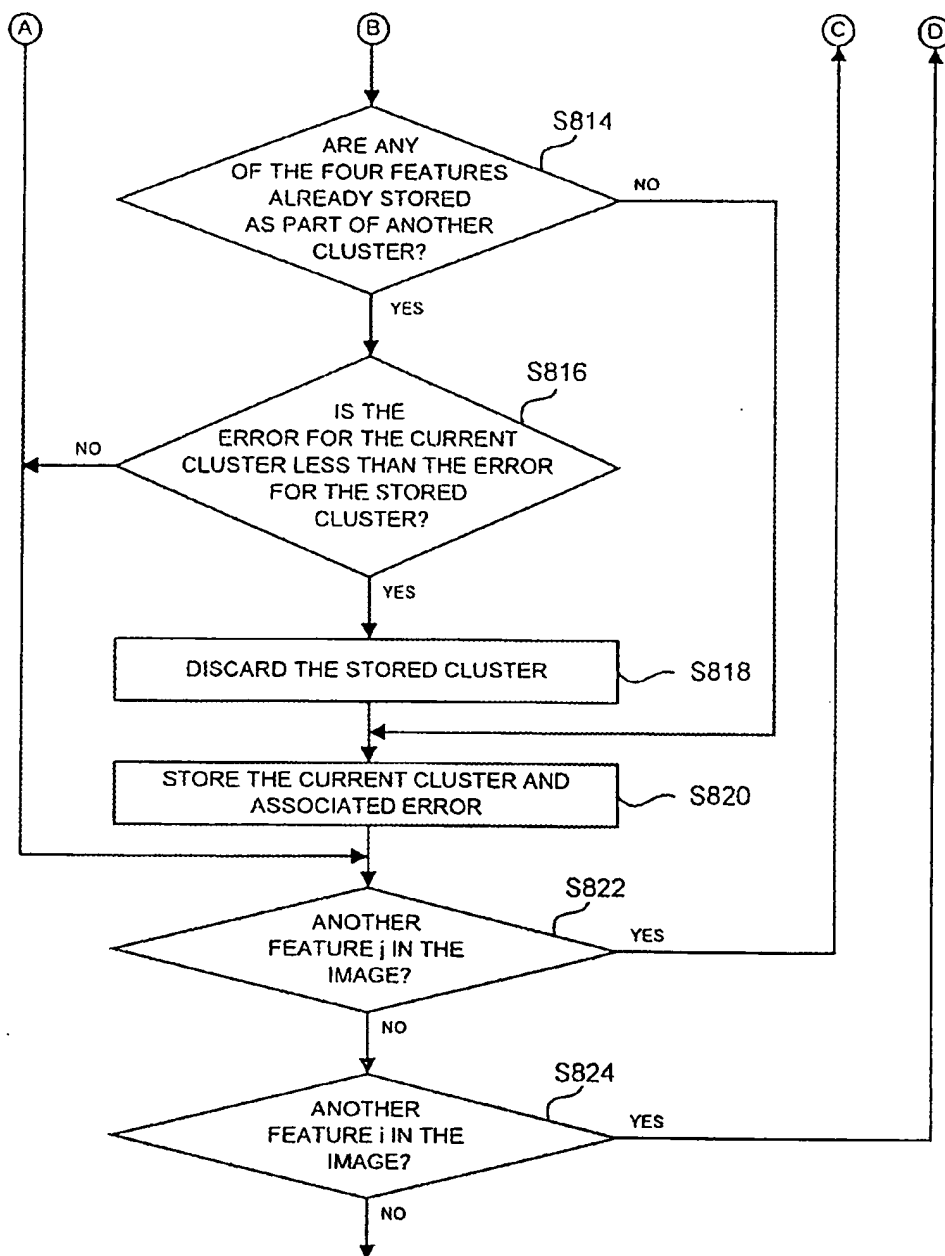 A
B
C
D
S814
ARE ANY
OF THE FOUR FEATURES
ALREADY STORED
AS PART OF ANOTHER
CLUSTER?
NO
YES
S816
IS THE
ERROR FOR THE CURRENT
CLUSTER LESS THAN THE ERROR
FOR THE STORED
CLUSTER?
NO
YES
DISCARD THE STORED CLUSTER
S818
STORE THE CURRENT CLUSTER AND
ASSOCIATED ERROR
S820
S822
ANOTHER
FEATURE j IN THE
IMAGE?
YES
NO
S824
ANOTHER
FEATURE i IN THE
IMAGE?
YES
NO